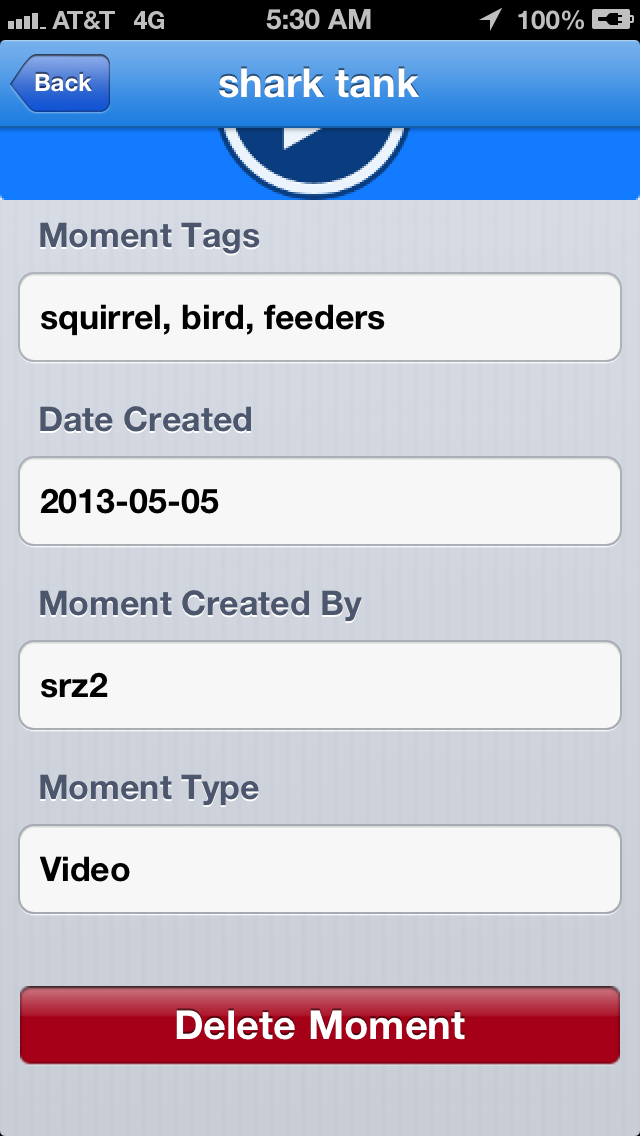 AT&T 4G 5:30 AM 100%
Back shark tank
Moment Tags
squirrel, bird, feeders
Date Created
2013-05-05
Moment Created By
srz2
Moment Type
Video
Delete Moment